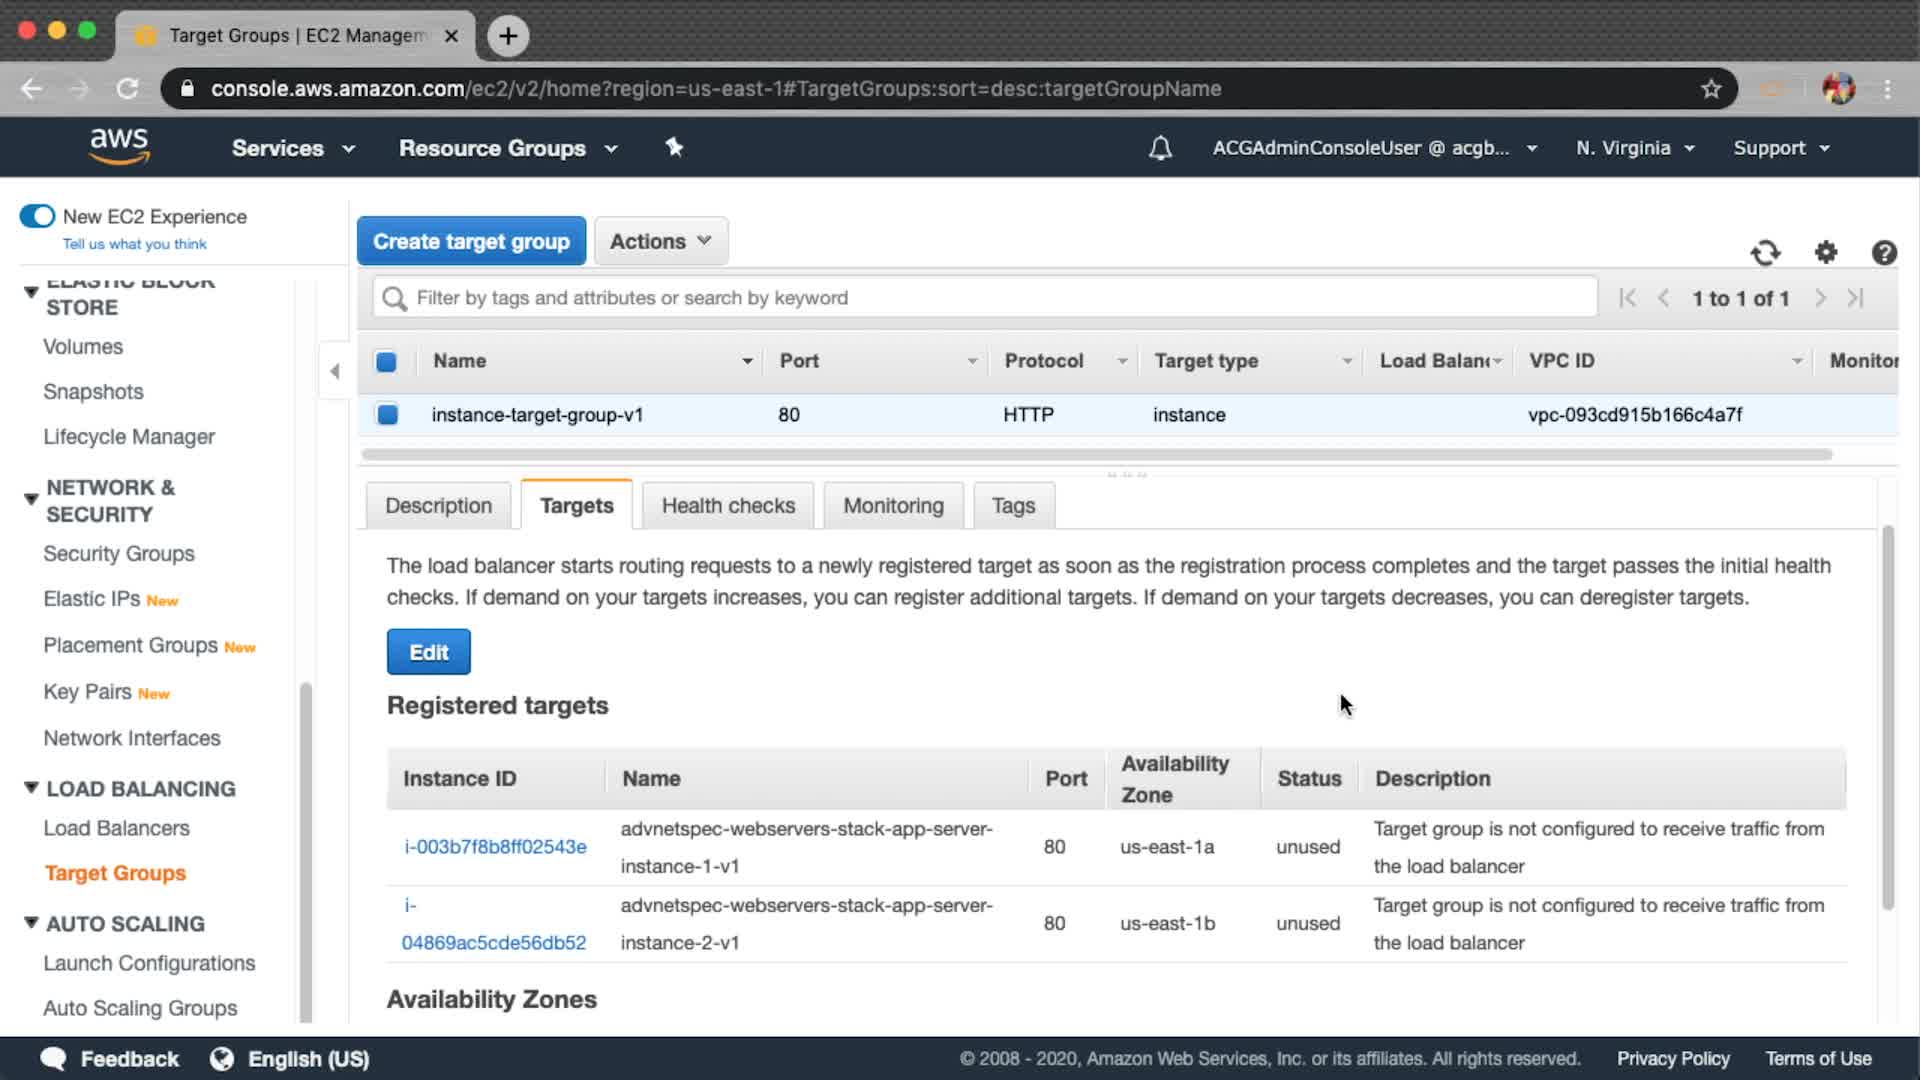 Target Groups | EC2 Managem
console.aws.amazon.com/ec2/v2/home?region=us-east-1#TargetGroups:sort=desc:targetGroupName
aws
Services
Resource Groups
ACGAdminConsoleUser @ acgb...
N. Virginia
Support
New EC2 Experience
Tell us what you think
ELASTIC BLOCK
STORE
Volumes
Snapshots
Lifecycle Manager
NETWORK &
SECURITY
Security Groups
Elastic IPs New
Placement Groups New
Key Pairs New
Network Interfaces
LOAD BALANCING
Load Balancers
Target Groups
AUTO SCALING
Launch Configurations
Auto Scaling Groups
Create target group
Actions
Filter by tags and attributes or search by keyword
1 to 1 of 1
Name Port Protocol Target type Load Balanc VPC ID Monitor
instance-target-group-v1 80 HTTP instance vpc-093cd915b166c4a7f
Description Targets Health checks Monitoring Tags
The load balancer starts routing requests to a newly registered target as soon as the registration process completes and the target passes the initial health
checks. If demand on your targets increases, you can register additional targets. If demand on your targets decreases, you can deregister targets.
Edit
Registered targets
Instance ID Name Port Availability Zone Status Description
i-003b7f8b8ff02543e advnetspec-webservers-stack-app-server- 80 us-east-1a unused Target group is not configured to receive traffic from
instance-1-v1 the load balancer
i- advnetspec-webservers-stack-app-server- 80 us-east-1b unused Target group is not configured to receive traffic from
04869ac5cde56db52 instance-2-v1 the load balancer
Availability Zones
Feedback
English (US)
© 2008 - 2020, Amazon Web Services, Inc. or its affiliates. All rights reserved.
Privacy Policy
Terms of Use